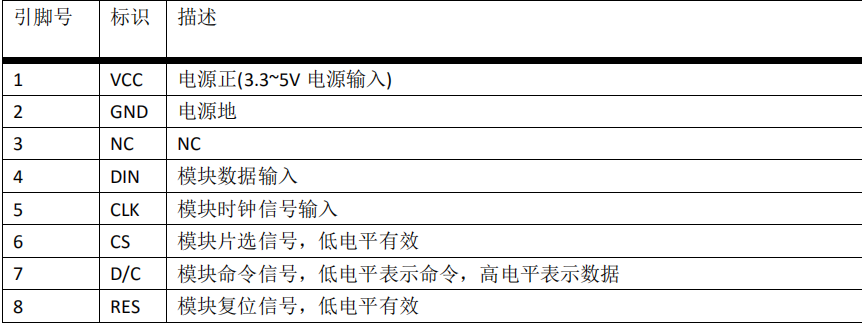 引脚号 标识 描述
1 VCC 电源正(3.3~5V 电源输入)
2 GND 电源地
3 NC NC
4 DIN 模块数据输入
5 CLK 模块时钟信号输入
6 CS 模块片选信号，低电平有效
7 D/C 模块命令信号，低电平表示命令，高电平表示数据
8 RES 模块复位信号，低电平有效